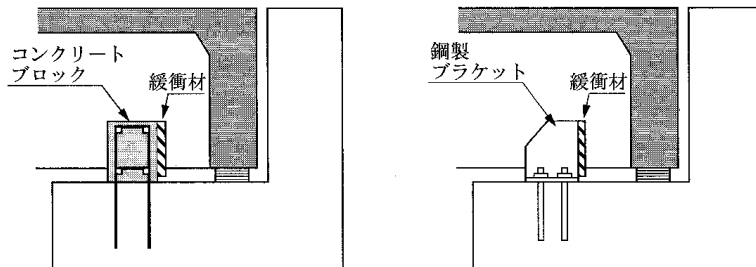 コンクリート
ブロック
緩衝材
鋼製
ブラケット
緩衝材